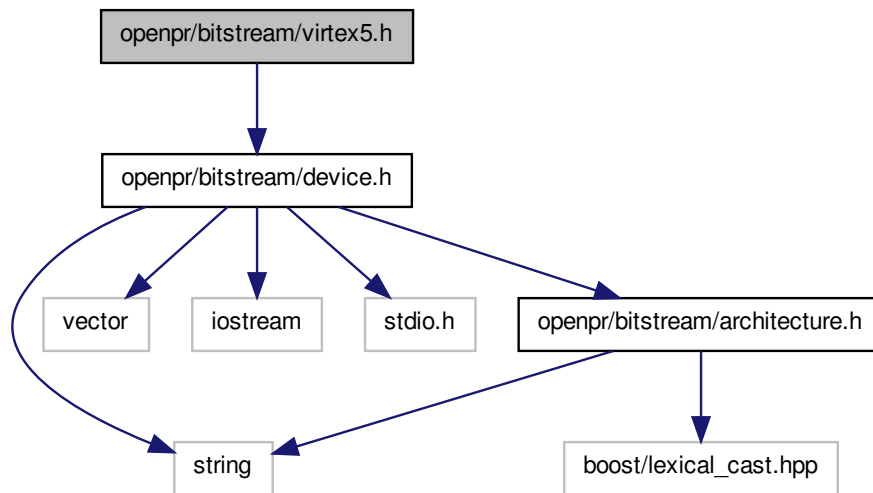 openpr/bitstream/virtex5.h
openpr/bitstream/device.h
vector
iostream
stdio.h
openpr/bitstream/architecture.h
string
boost/lexical_cast.hpp